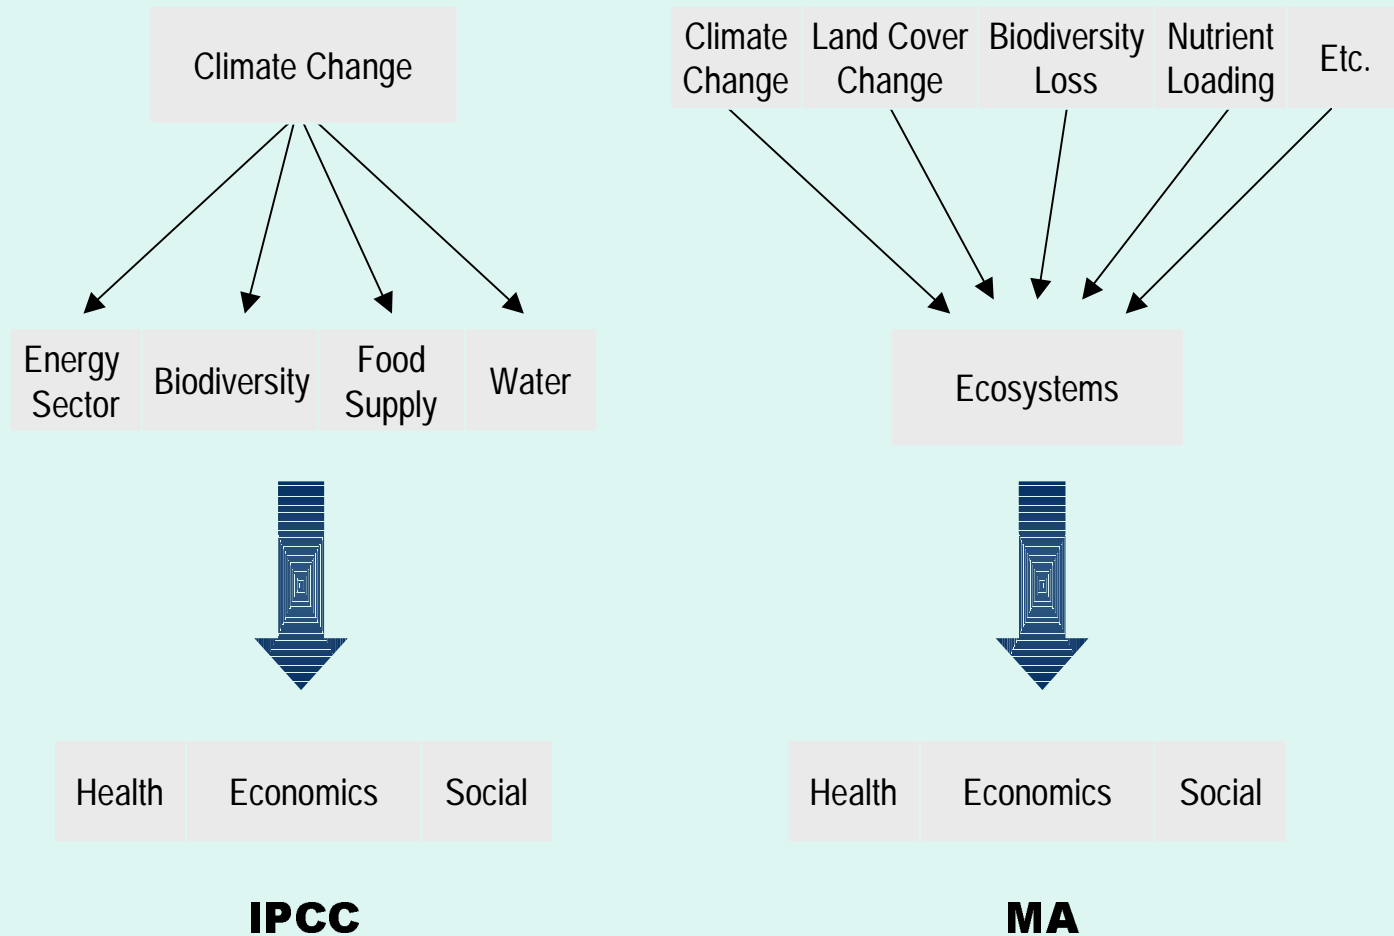 Climate Change
Energy
Sector
Biodiversity
Food
Supply
Water
Health
Economics
Social
IPCC
Climate
Change
Land Cover
Change
Biodiversity
Loss
Nutrient
Loading
Etc.
Ecosystems
Health
Economics
Social
MA